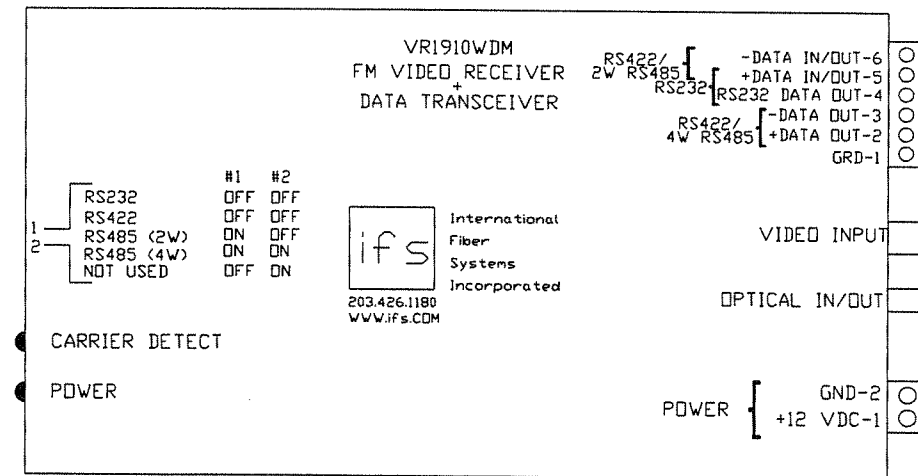 VR1910WDM
FM VIDEO RECEIVER
+
DATA TRANSCEIVER
RS422/
2W RS485
RS232
RS422/
4W RS485
-DATA IN/OUT-6
+DATA IN/OUT-5
RS232 DATA OUT-4
-DATA OUT-3
+DATA OUT-2
GRD-1
#1 #2
RS232 OFF OFF
RS422 OFF OFF
RS485 (2W) ON OFF
RS485 (4W) ON ON
NOT USED OFF ON
1
2
ifs
International
Fiber
Systems
Incorporated
203.426.1180
WWW.ifs.COM
VIDEO INPUT
OPTICAL IN/OUT
CARRIER DETECT
POWER
POWER
GND-2
+12 VDC-1